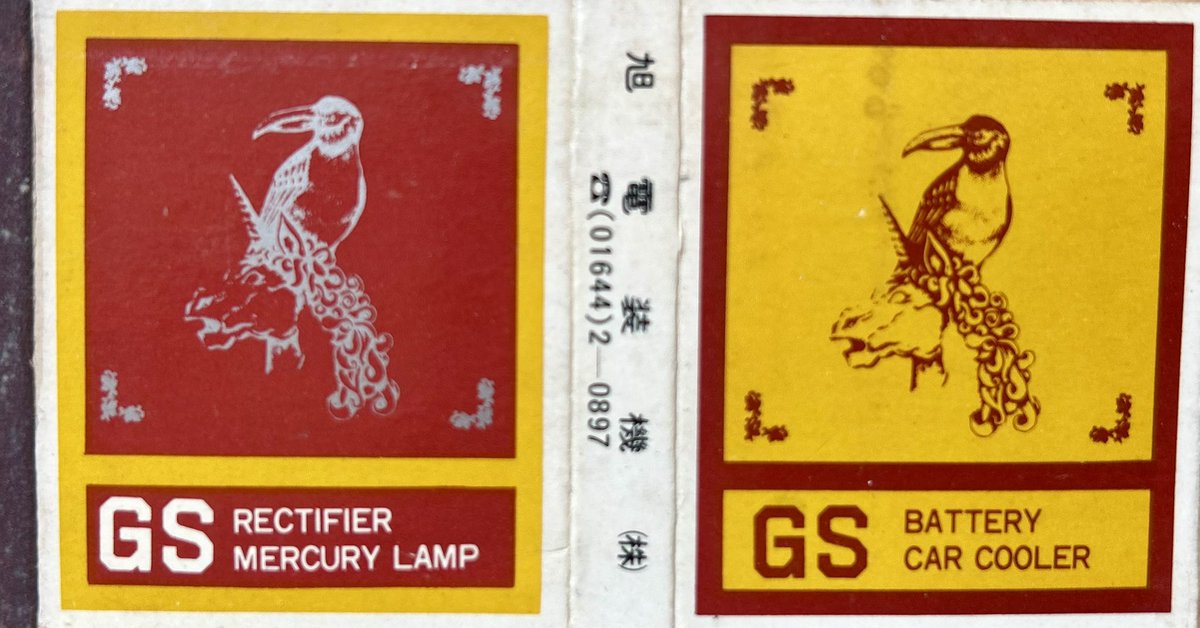 GS RECTIFIER
MERCURY LAMP
旭電装機(株)
☎(01644)2-0897
GS BATTERY
CAR COOLER